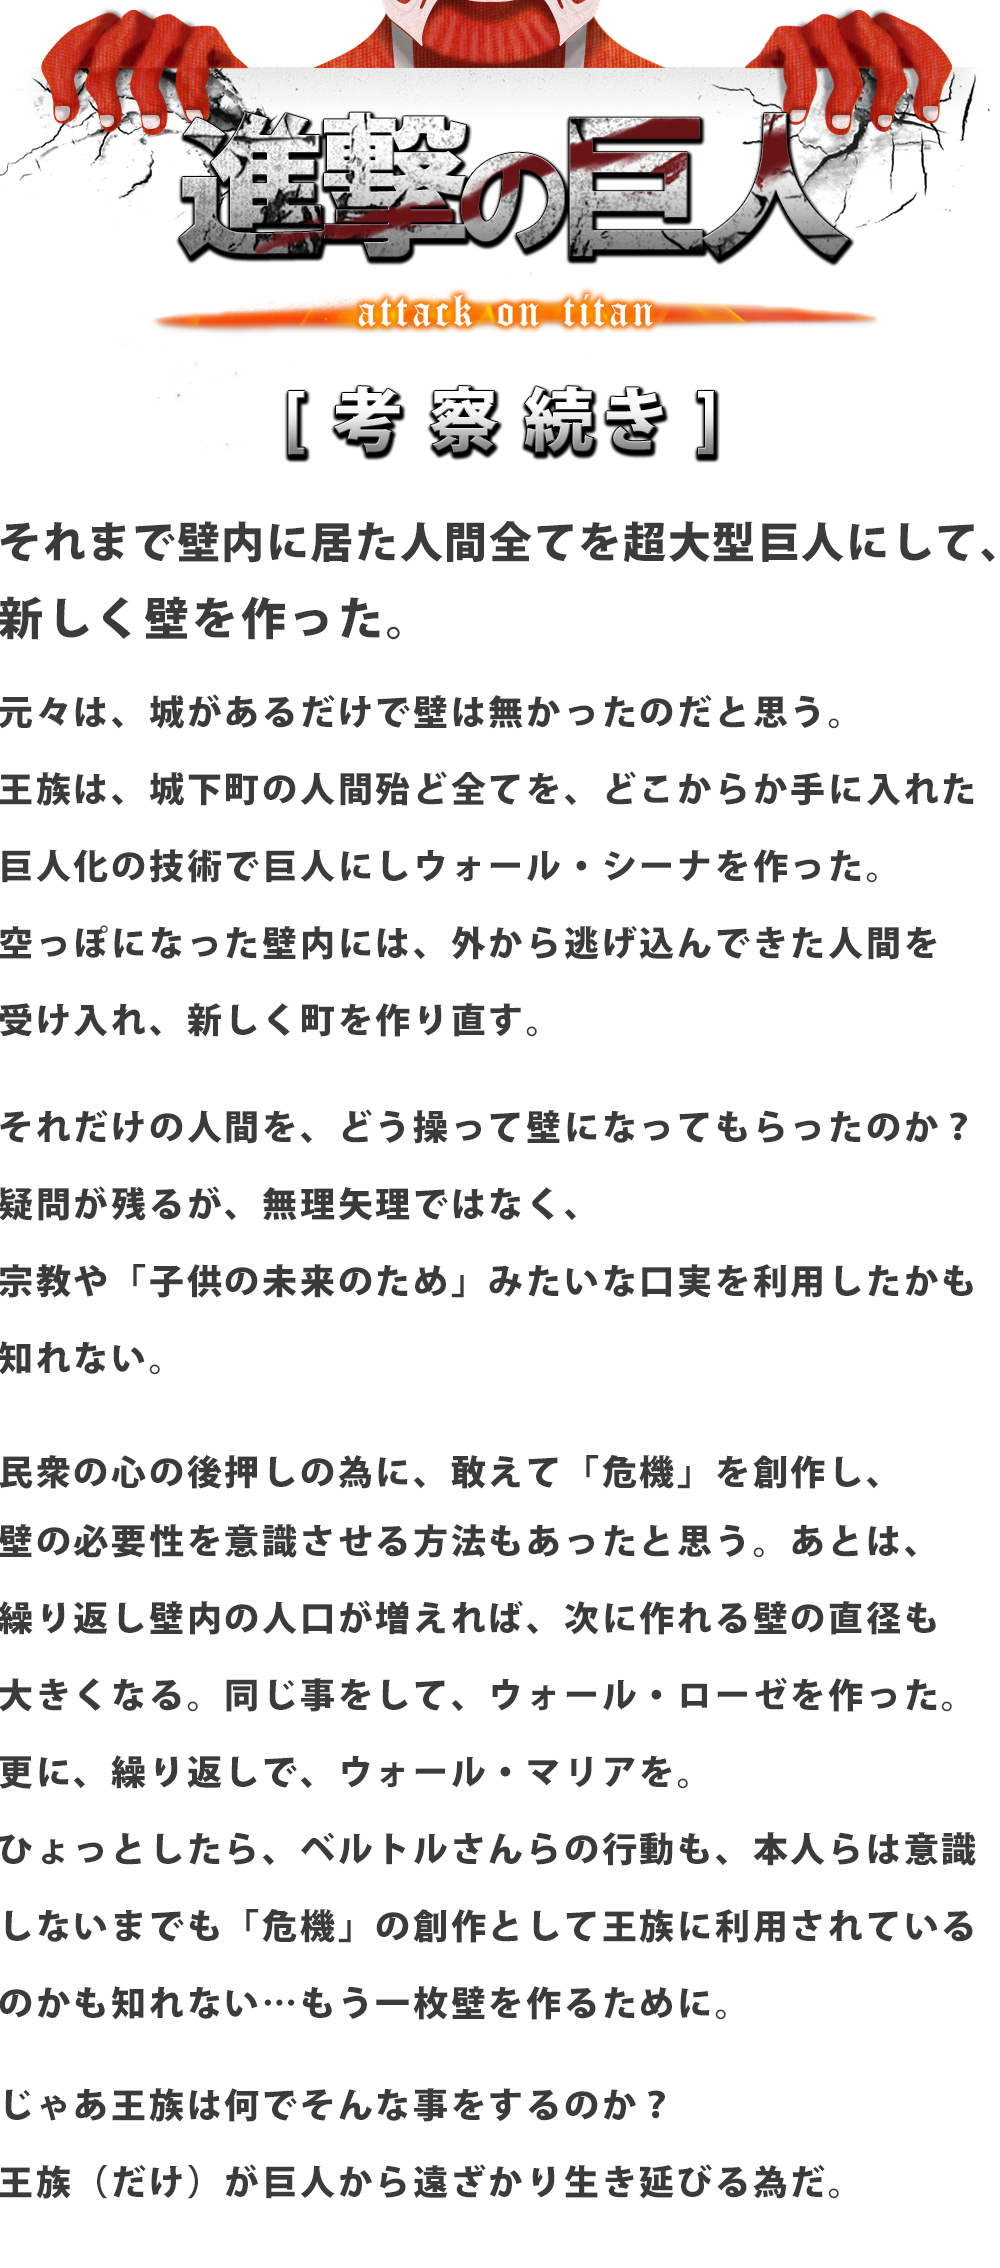 進撃の巨人
attack on titan
[ 考 察 続き ]
それまで壁内に居た人間全てを超大型巨人にして、
新しく壁を作った。
元々は、城があるだけで壁は無かったのだと思う。
王族は、城下町の人間殆ど全てを、どこからか手に入れた
巨人化の技術で巨人にしウォール・シーナを作った。
空っぽになった壁内には、外から逃げ込んできた人間を
受け入れ、新しく町を作り直す。
それだけの人間を、どう操って壁になってもらったのか？
疑問が残るが、無理矢理ではなく、
宗教や「子供の未来のため」みたいな口実を利用したかも
知れない。
民衆の心の後押しの為に、敢えて「危機」を創作し、
壁の必要性を意識させる方法もあったと思う。あとは、
繰り返し壁内の人口が増えれば、次に作れる壁の直径も
大きくなる。同じ事をして、ウォール・ローゼを作った。
更に、繰り返しで、ウォール・マリアを。
ひょっとしたら、ベルトルさんらの行動も、本人らは意識
しないまでも「危機」の創作として王族に利用されている
のかも知れない…もう一枚壁を作るために。
じゃあ王族は何でそんな事をするのか？
王族（だけ）が巨人から遠ざかり生き延びる為だ。